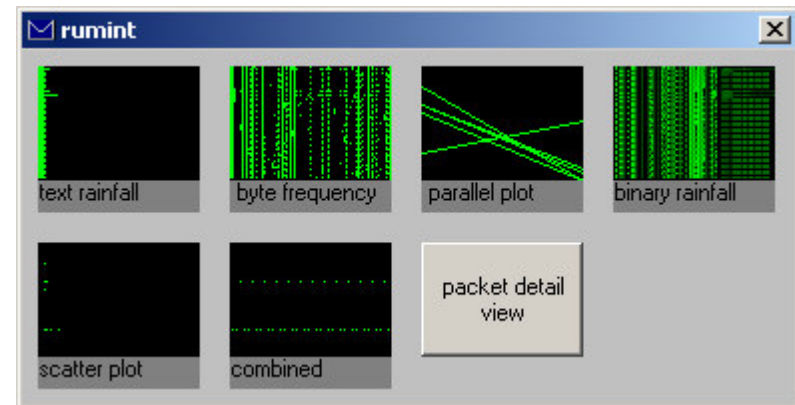 rumint
text rainfall
byte frequency
parallel plot
binary rainfall
scatter plot
combined
packet detail
view